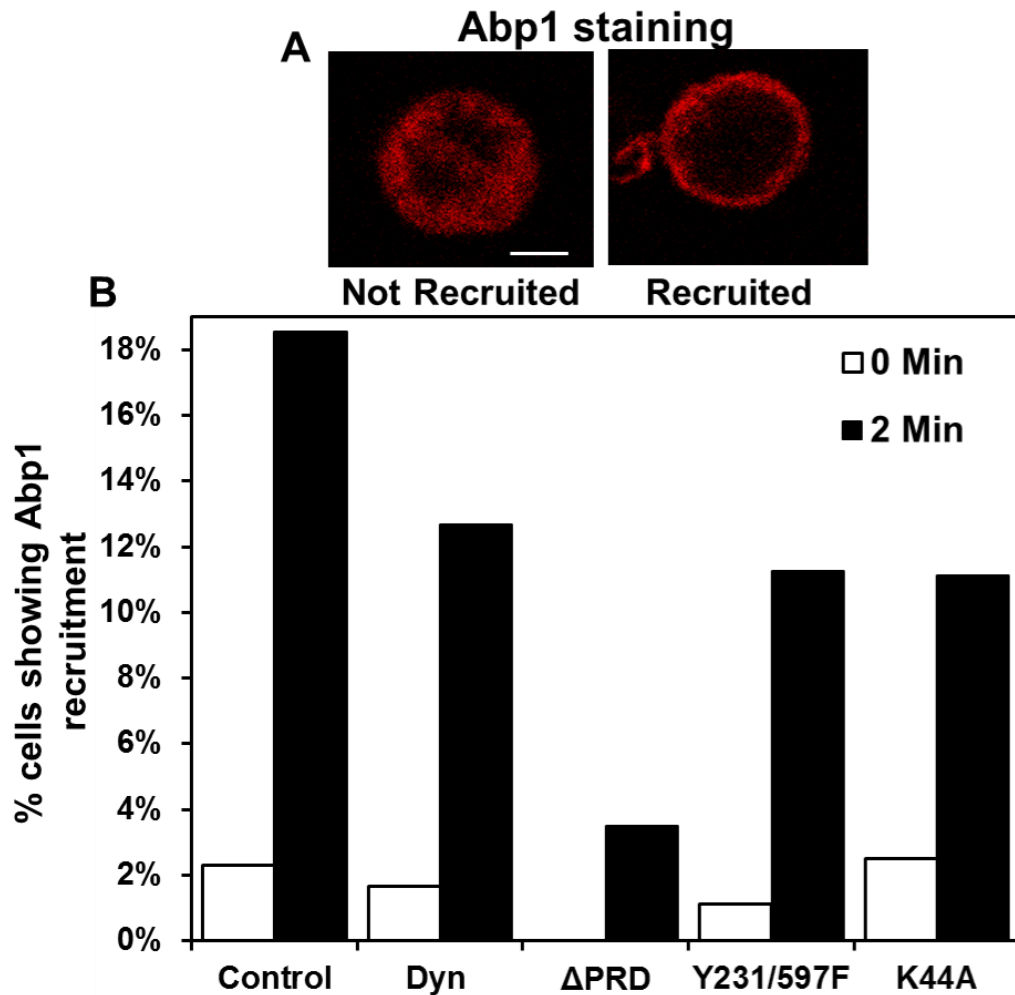 Abp1 staining
A
Not Recruited Recruited
B
% cells showing Abp1
recruitment
18%
16%
14%
12%
10%
8%
6%
4%
2%
0%
0 Min
2 Min
Control Dyn ΔPRD Y231/597F K44A